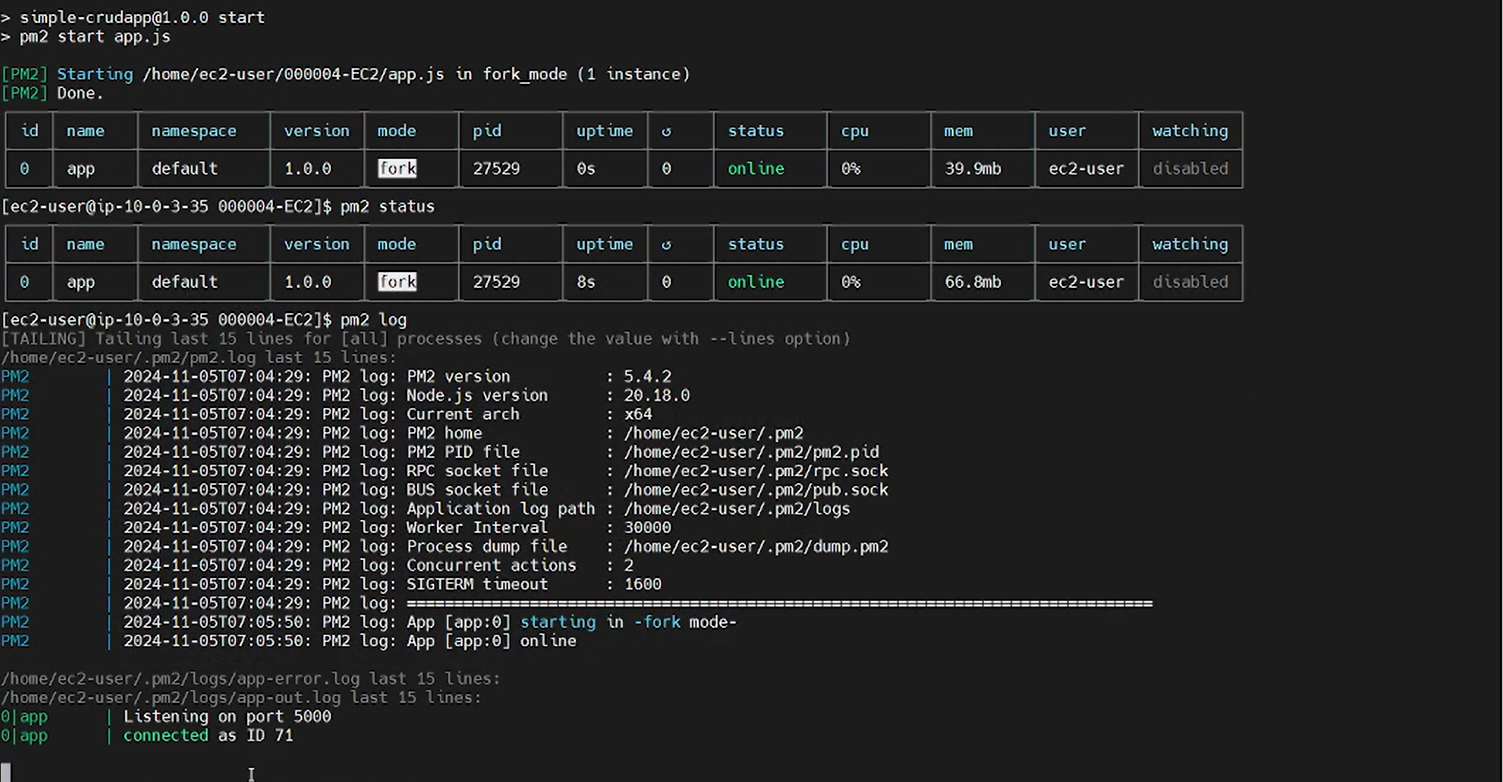 > simple-crudapp@1.0.0 start
> pm2 start app.js
[PM2] Starting /home/ec2-user/000004-EC2/app.js in fork_mode (1 instance)
[PM2] Done.
id name namespace version mode pid uptime ↺ status cpu mem user watching
0 app default 1.0.0 fork 27529 0s 0 online 0% 39.9mb ec2-user disabled
[ec2-user@ip-10-0-3-35 000004-EC2]$ pm2 status
id name namespace version mode pid uptime ↺ status cpu mem user watching
0 app default 1.0.0 fork 27529 8s 0 online 0% 66.8mb ec2-user disabled
[ec2-user@ip-10-0-3-35 000004-EC2]$ pm2 log
[TAILING] Tailing last 15 lines for [all] processes (change the value with --lines option)
/home/ec2-user/.pm2/pm2.log last 15 lines:
PM2 | 2024-11-05T07:04:29: PM2 log: PM2 version : 5.4.2
PM2 | 2024-11-05T07:04:29: PM2 log: Node.js version : 20.18.0
PM2 | 2024-11-05T07:04:29: PM2 log: Current arch : x64
PM2 | 2024-11-05T07:04:29: PM2 log: PM2 home : /home/ec2-user/.pm2
PM2 | 2024-11-05T07:04:29: PM2 log: PM2 PID file : /home/ec2-user/.pm2/pm2.pid
PM2 | 2024-11-05T07:04:29: PM2 log: RPC socket file : /home/ec2-user/.pm2/rpc.sock
PM2 | 2024-11-05T07:04:29: PM2 log: BUS socket file : /home/ec2-user/.pm2/pub.sock
PM2 | 2024-11-05T07:04:29: PM2 log: Application log path : /home/ec2-user/.pm2/logs
PM2 | 2024-11-05T07:04:29: PM2 log: Worker Interval : 30000
PM2 | 2024-11-05T07:04:29: PM2 log: Process dump file : /home/ec2-user/.pm2/dump.pm2
PM2 | 2024-11-05T07:04:29: PM2 log: Concurrent actions : 2
PM2 | 2024-11-05T07:04:29: PM2 log: SIGTERM timeout : 1600
PM2 | 2024-11-05T07:04:29: PM2 log: ===============================================================================
PM2 | 2024-11-05T07:05:50: PM2 log: App [app:0] starting in -fork mode-
PM2 | 2024-11-05T07:05:50: PM2 log: App [app:0] online
/home/ec2-user/.pm2/logs/app-error.log last 15 lines:
/home/ec2-user/.pm2/logs/app-out.log last 15 lines:
0|app | Listening on port 5000
0|app | connected as ID 71